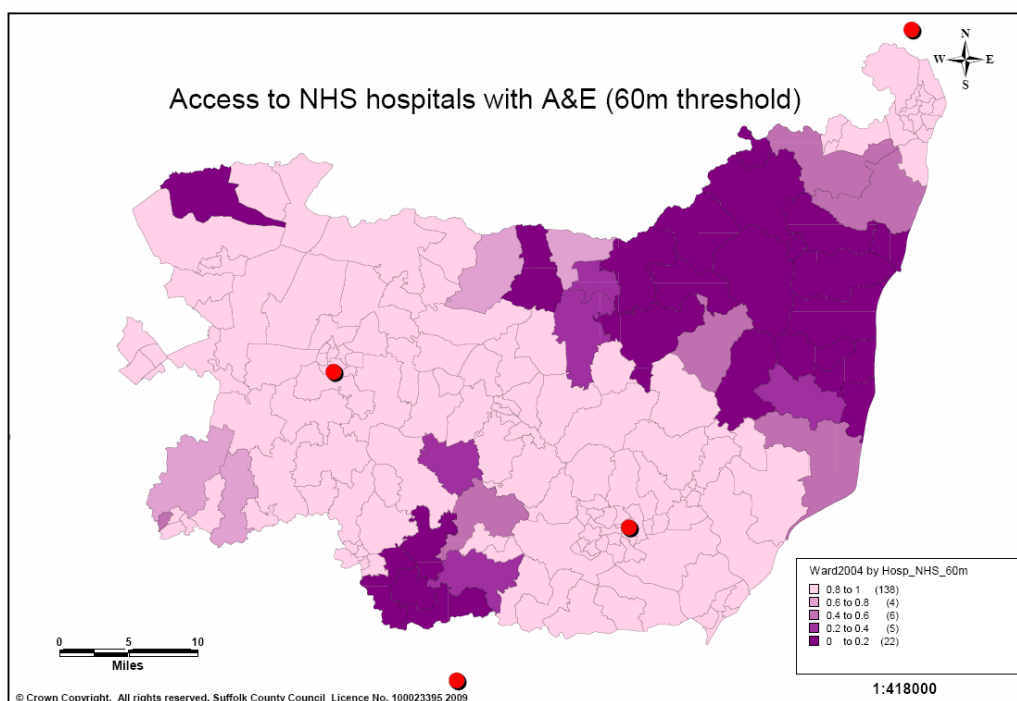 N
W E
S
Access to NHS hospitals with A&E (60m threshold)
Ward2004 by Hosp_NHS_60m
0.8 to 1 (138)
0.6 to 0.8 (4)
0.4 to 0.6 (6)
0.2 to 0.4 (5)
0 to 0.2 (22)
0 5 10
Miles
1:418000
© Crown Copyright. All rights reserved. Suffolk County Council Licence No. 100023395 2009